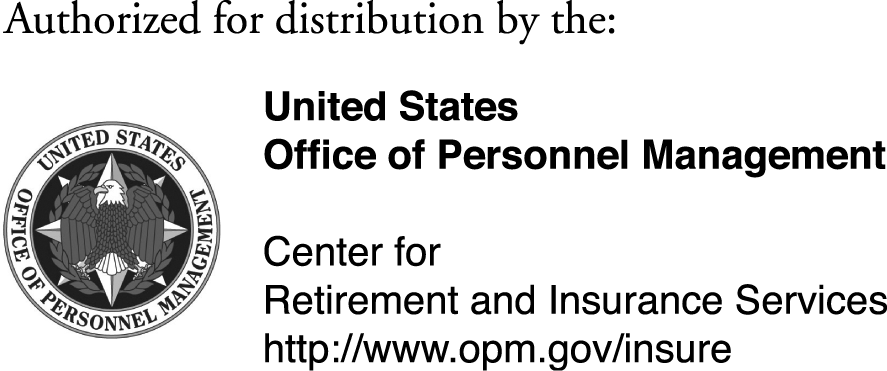 Authorized for distribution by the:
United States
Office of Personnel Management
UNITED STATES
OFFICE OF PERSONNEL MANAGEMENT
Center for
Retirement and Insurance Services
http://www.opm.gov/insure